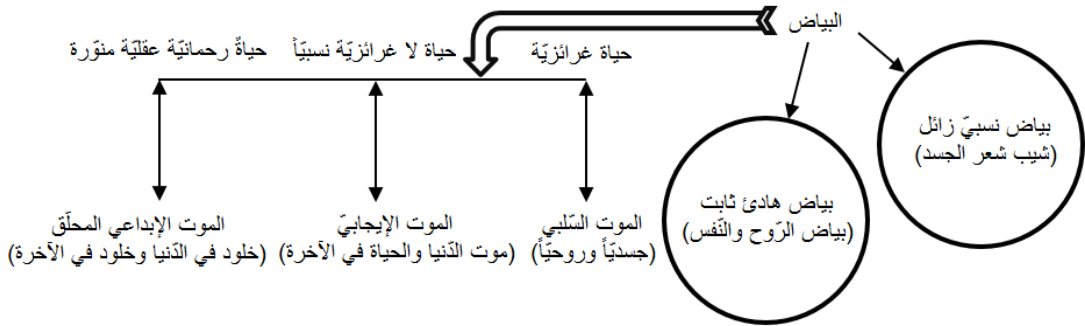 البياض
حياة غرائزيّة
حياة لا غرائزيّة نسبيّاً
حياةٌ رحمانيّة عقليّة منوّرة
بياض نسبيّ زائل
(شيب شعر الجسد)
بياض هادئ ثابت
(بياض الرّوح والنّفس)
الموت السّلبي
(جسديّاً وروحيّاً)
الموت الإيجابيّ
(موت الدّنيا والحياة في الآخرة)
الموت الإبداعي المحلّق
(خلود في الدّنيا وخلود في الآخرة)